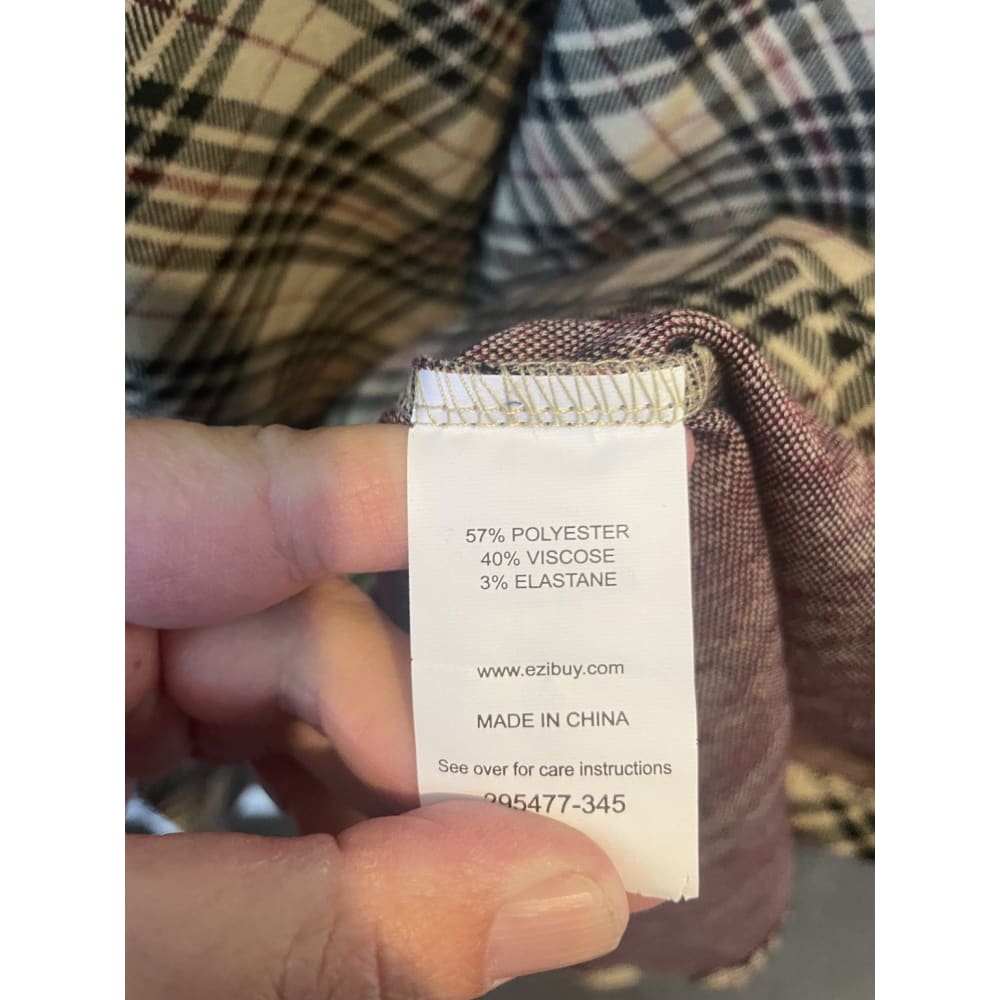 57% POLYESTER
40% VISCOSE
3% ELASTANE
www.ezibuy.com
MADE IN CHINA
See over for care instructions